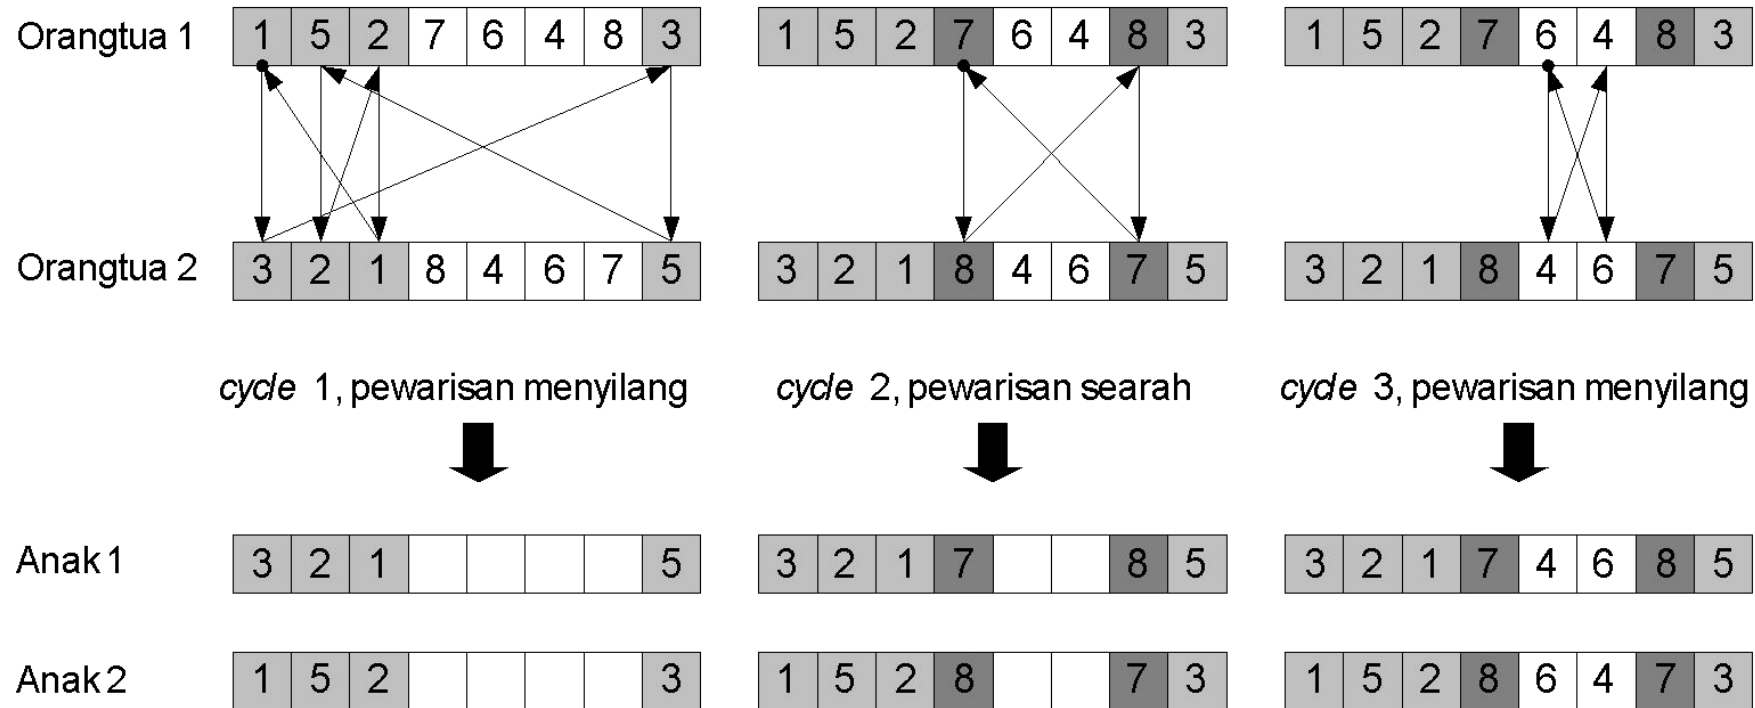 Orangtua 1 1 5 2 7 6 4 8 3 1 5 2 7 6 4 8 3 1 5 2 7 6 4 8 3
Orangtua 2 3 2 1 8 4 6 7 5 3 2 1 8 4 6 7 5 3 2 1 8 4 6 7 5
cycle 1, pewarisan menyilang cycle 2, pewarisan searah cycle 3, pewarisan menyilang
Anak 1 3 2 1 5 3 2 1 7 8 5 3 2 1 7 4 6 8 5
Anak 2 1 5 2 3 1 5 2 8 7 3 1 5 2 8 6 4 7 3